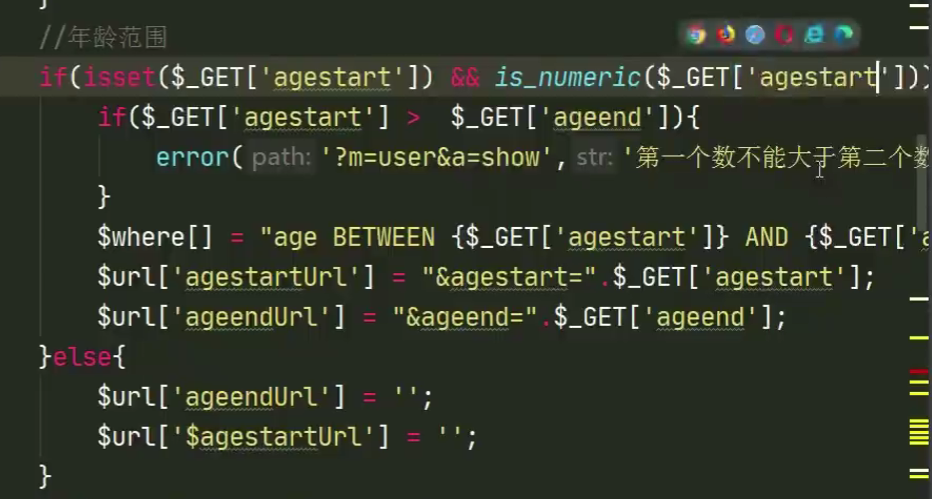 }
//年龄范围
if(isset($_GET['agestart']) && is_numeric($_GET['agestart']))
if($_GET['agestart'] >  $_GET['ageend']){
error( path: '?m=user&a=show', str: '第一个数不能大于第二个数
}
$where[] = "age BETWEEN {$_GET['agestart']} AND {$_GET['a
$url['agestartUrl'] = "&agestart=".$_GET['agestart'];
$url['ageendUrl'] = "&ageend=".$_GET['ageend'];
}else{
$url['ageendUrl'] = '';
$url['$agestartUrl'] = '';
}